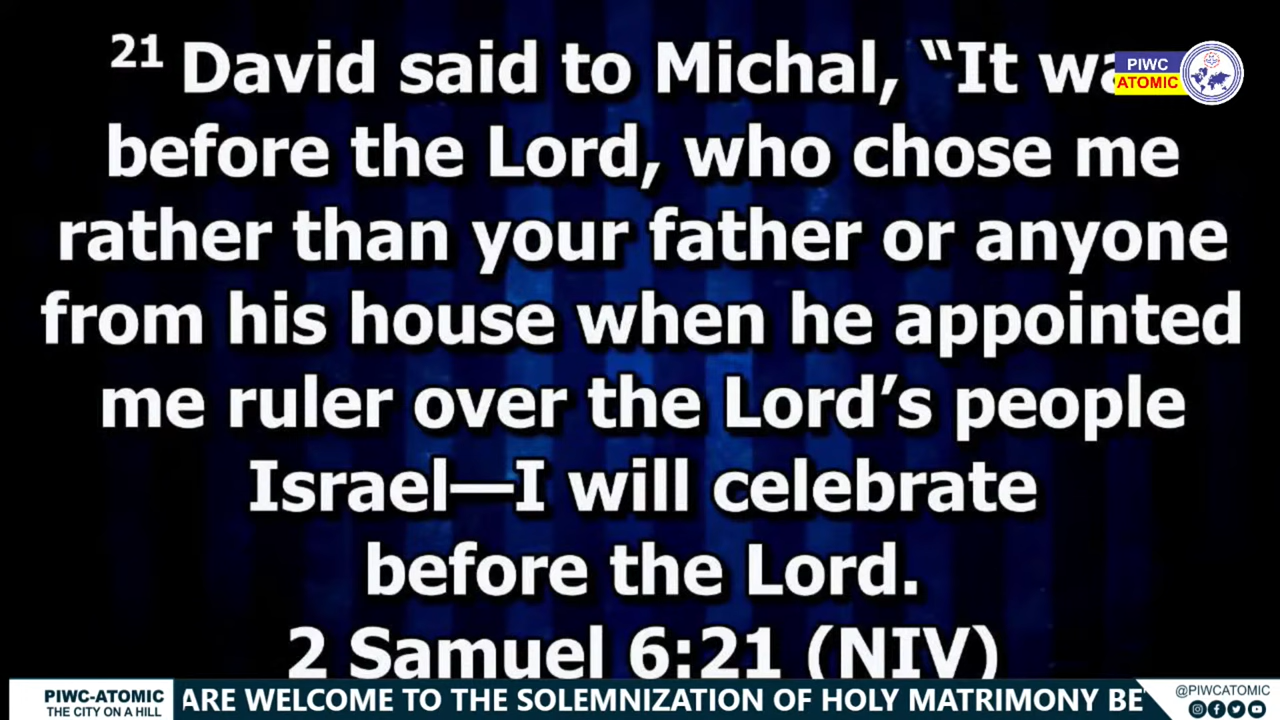 21 David said to Michal, “It wa
before the Lord, who chose me
rather than your father or anyone
from his house when he appointed
me ruler over the Lord’s people
Israel—I will celebrate
before the Lord.
2 Samuel 6:21 (NIV)
PIWC
ATOMIC
PIWC-ATOMIC
THE CITY ON A HILL
ARE WELCOME TO THE SOLEMNIZATION OF HOLY MATRIMONY BE
@PIWCATOMIC